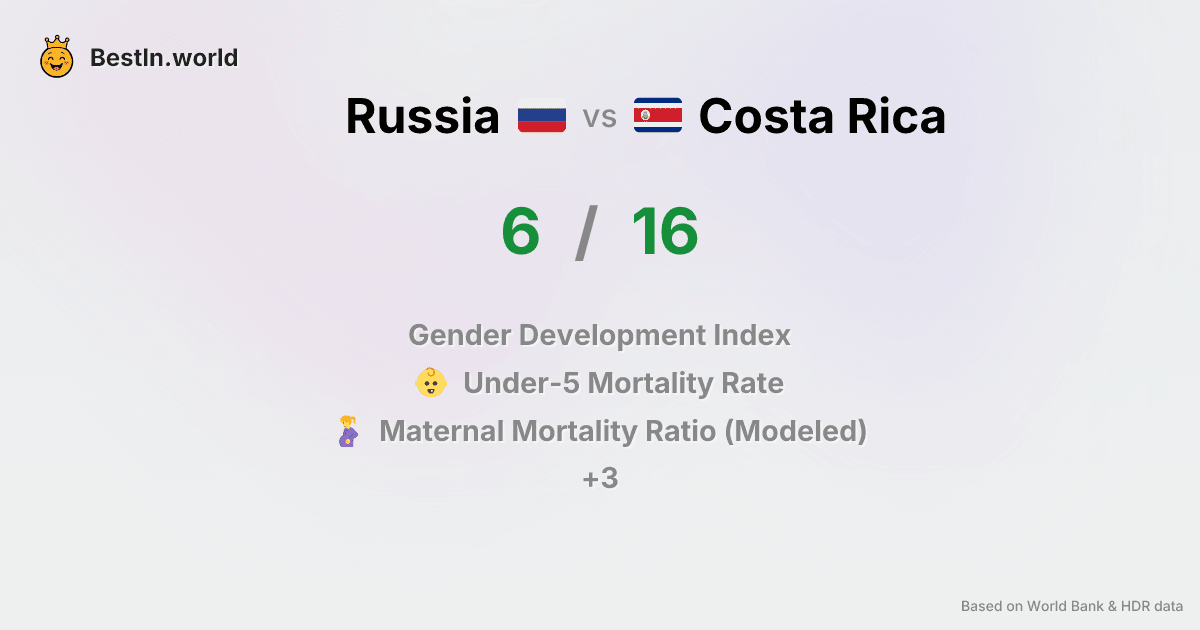 BestIn.world
Russia vs Costa Rica
6 / 16
Gender Development Index
Under-5 Mortality Rate
Maternal Mortality Ratio (Modeled)
+3
Based on World Bank & HDR data